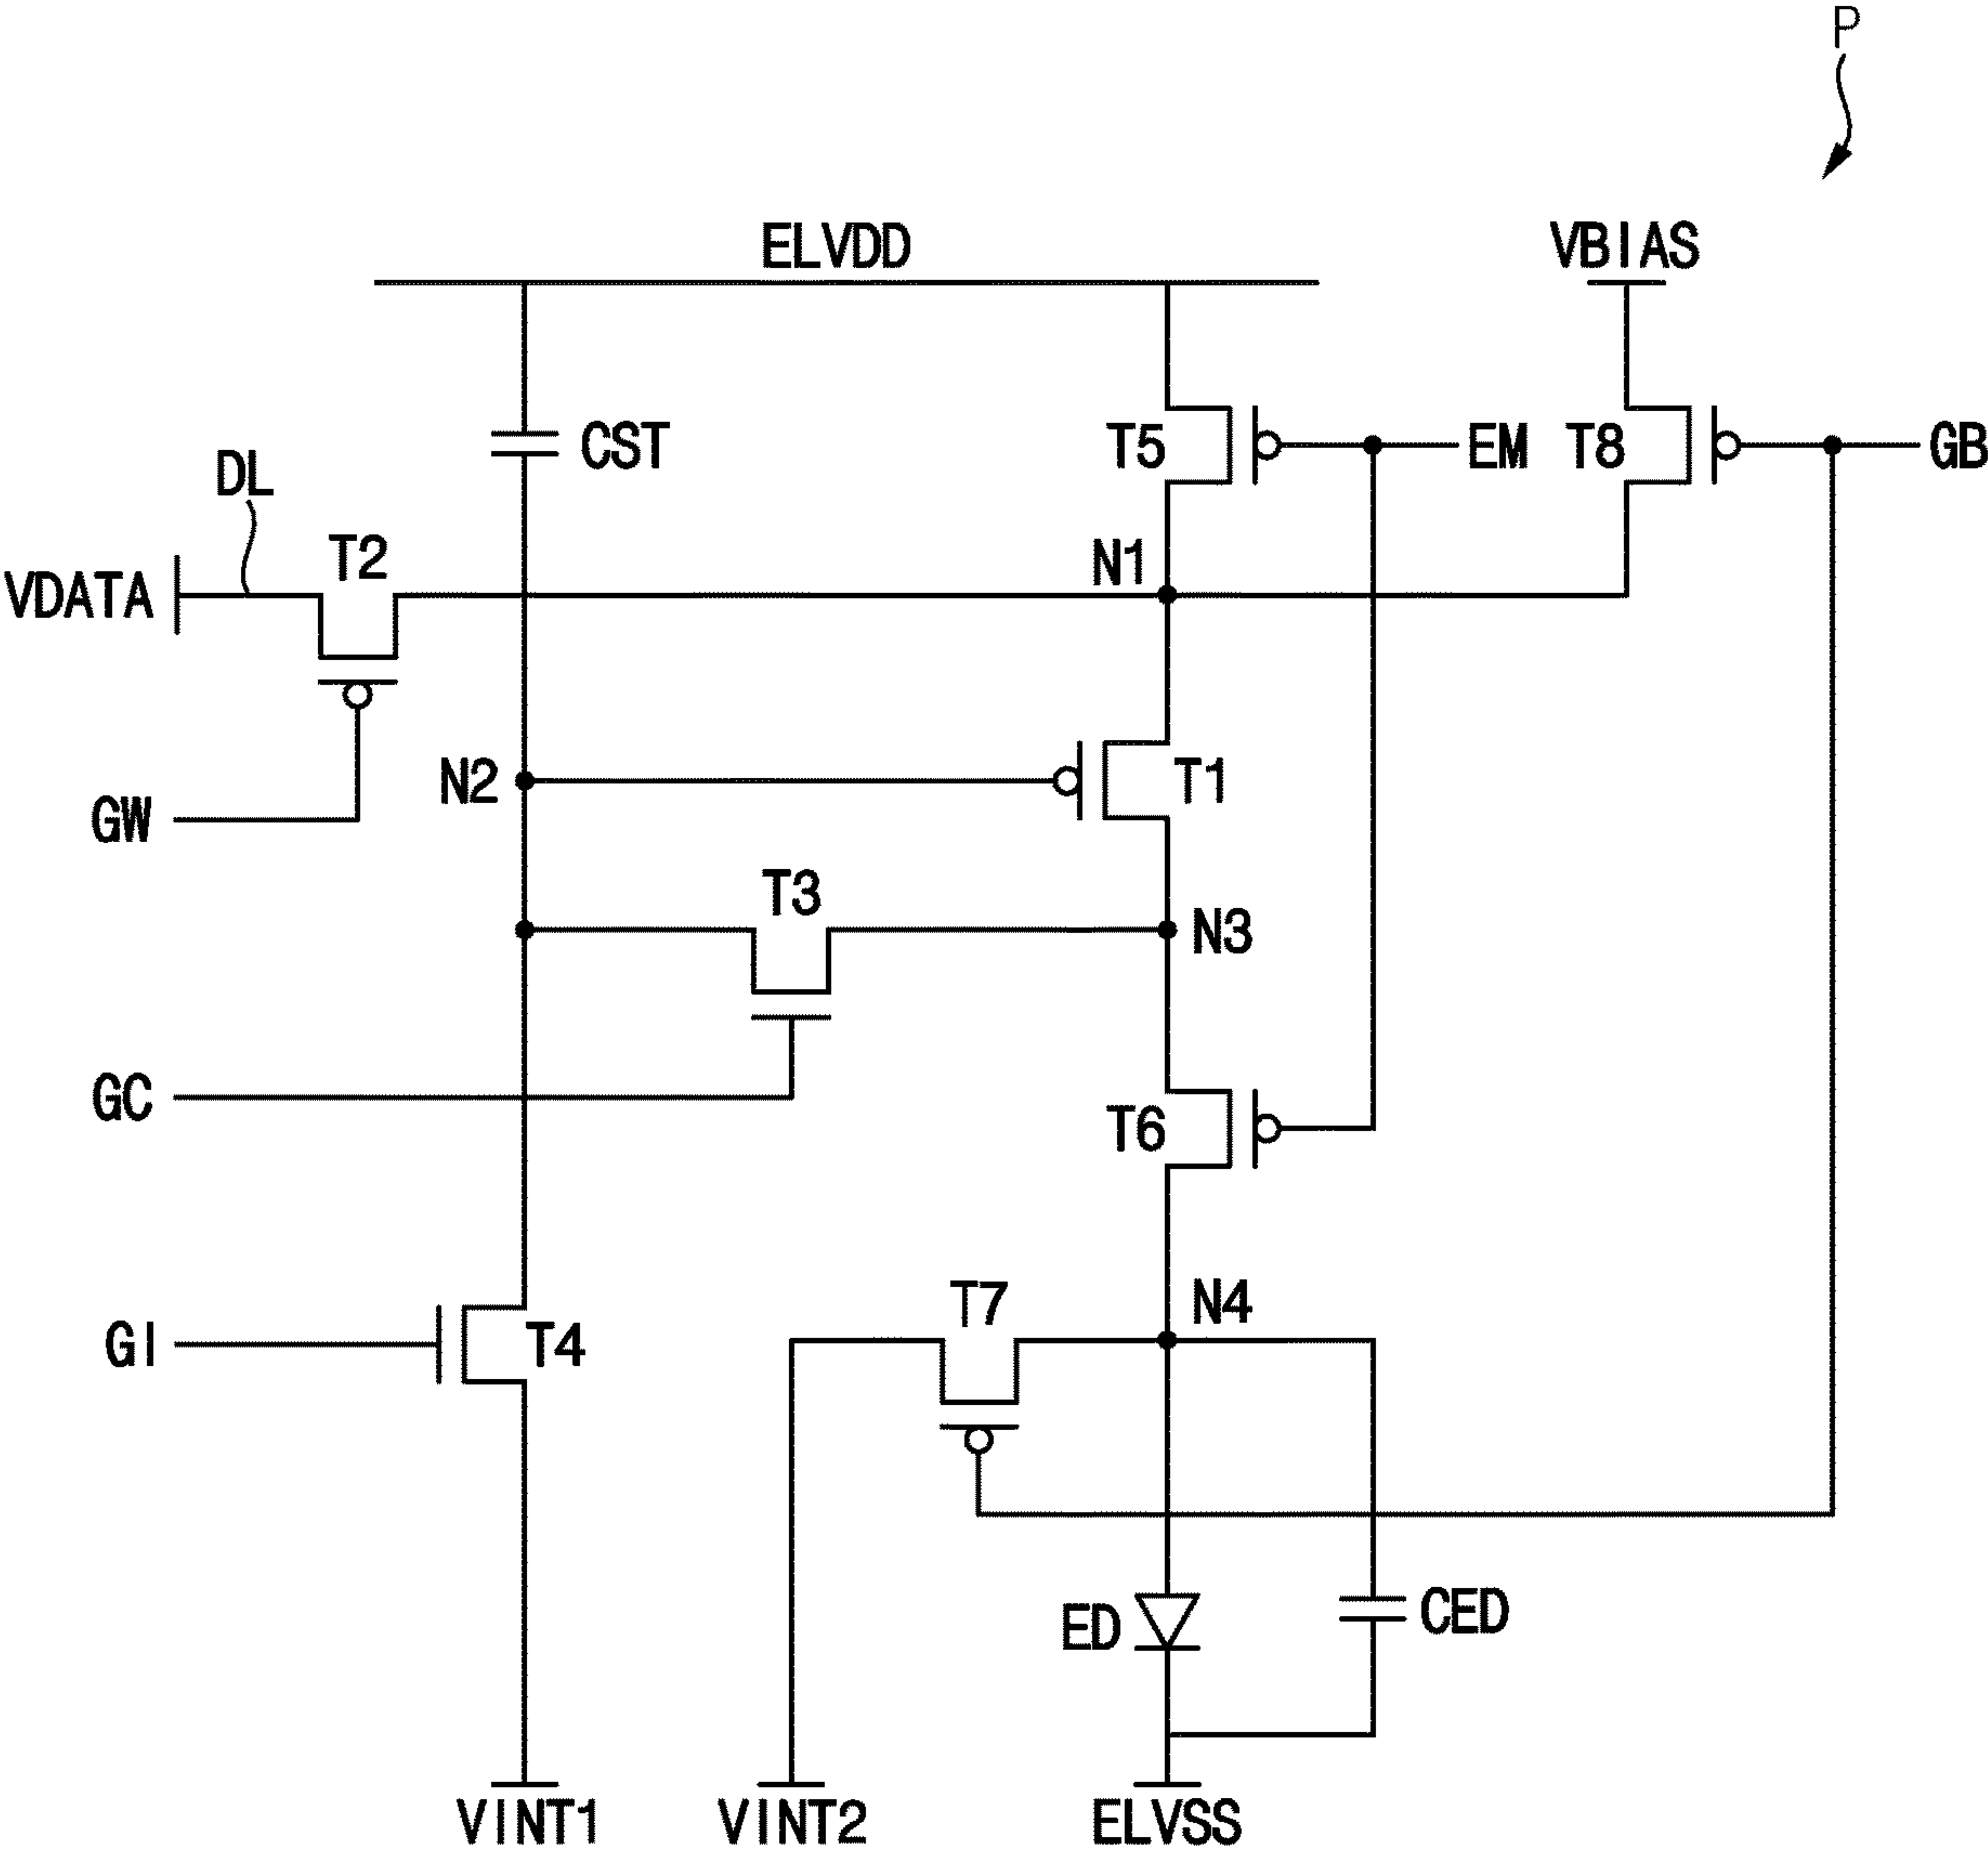 P
ELVDD
VBIAS
CST
T5
EM
T8
GB
DL
T2
N1
VDATA
N2
T1
GW
T3
N3
GC
T6
T7
N4
GI
T4
ED
CED
VINT1
VINT2
ELVSS